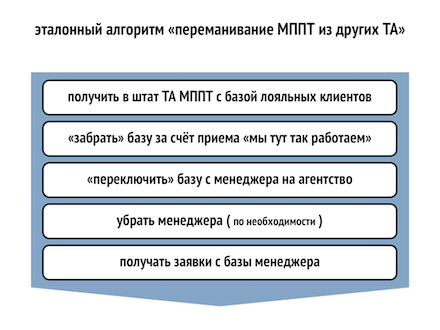 эталонный алгоритм «переманивание МППТ из других ТА»
получить в штат ТА МППТ с базой лояльных клиентов
«забрать» базу за счёт приема «мы тут так работаем»
«переключить» базу с менеджера на агентство
убрать менеджера ( по необходимости )
получать заявки с базы менеджера